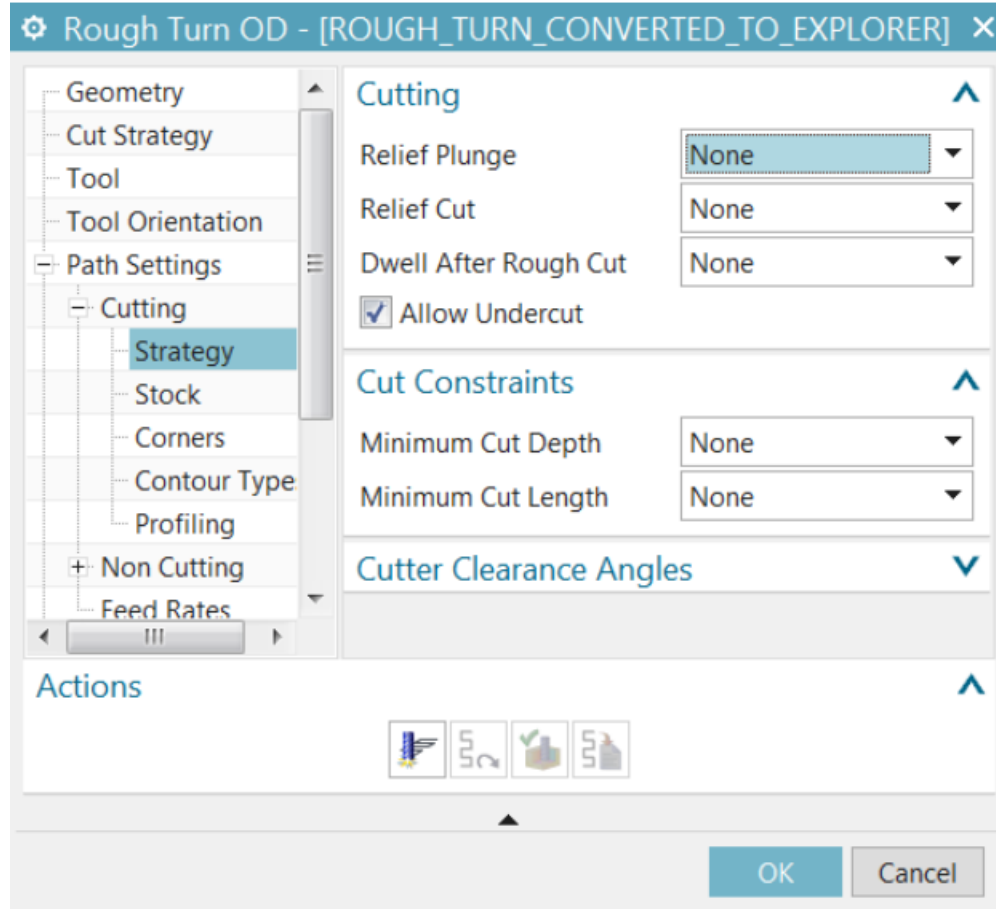 Rough Turn OD - [ROUGH_TURN_CONVERTED_TO_EXPLORER]
Geometry
Cut Strategy
Tool
Tool Orientation
Path Settings
Cutting
Strategy
Stock
Corners
Contour Type
Profiling
Non Cutting
Feed Rates
Cutting
Relief Plunge None
Relief Cut None
Dwell After Rough Cut None
Allow Undercut
Cut Constraints
Minimum Cut Depth None
Minimum Cut Length None
Cutter Clearance Angles
Actions
OK Cancel